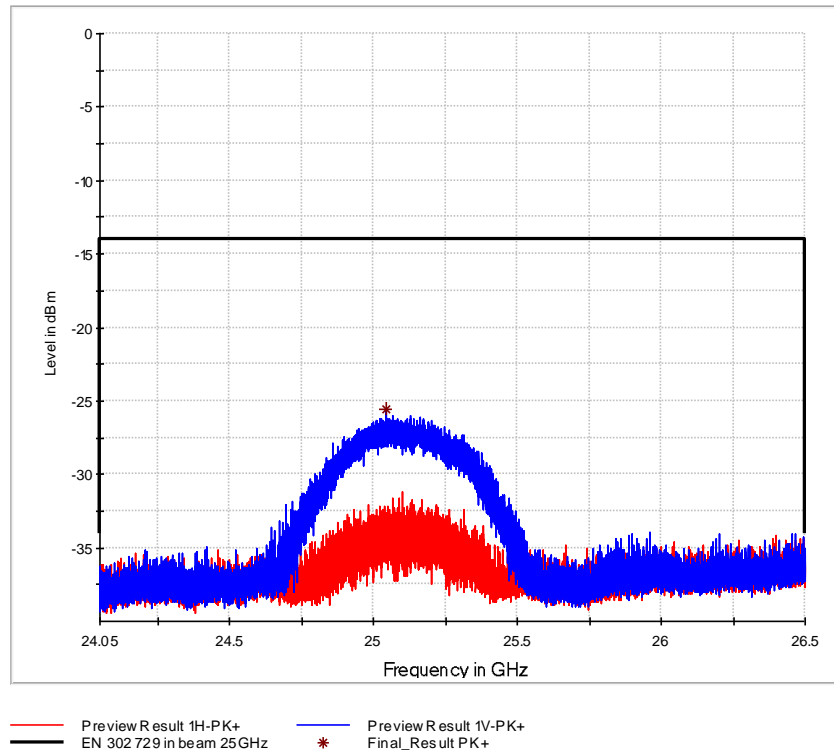 0
-5
-10
-15
-20
-25
-30
-35
Level in dBm
24.05 24.5 25 25.5 26 26.5
Frequency in GHz
Preview Result 1H-PK+ Preview Result 1V-PK+
EN 302 729 in beam 25GHz Final_Result PK+